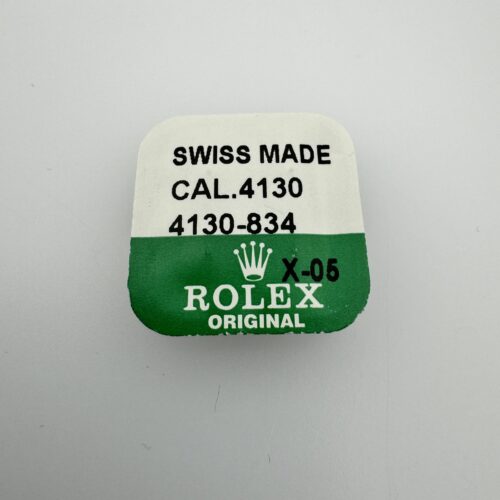 SWISS MADE
CAL.4130
4130-834
X-05
ROLEX
ORIGINAL